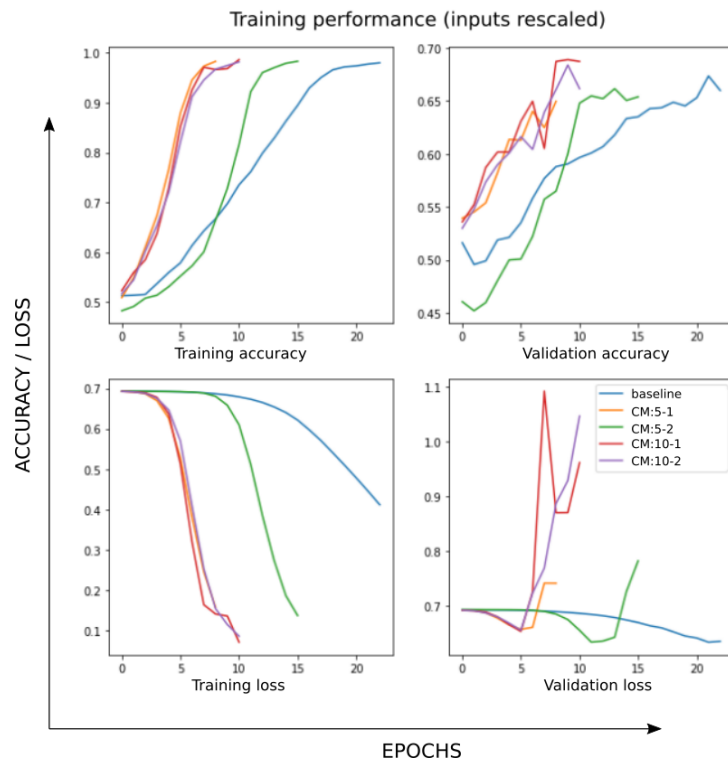 Training performance (inputs rescaled)
ACCURACY / LOSS
1.0
0.9
0.8
0.7
0.6
0.5
0 5 10 15 20
Training accuracy
0.70
0.65
0.60
0.55
0.50
0.45
0 5 10 15 20
Validation accuracy
0.7
0.6
0.5
0.4
0.3
0.2
0.1
0 5 10 15 20
Training loss
1.1
1.0
0.9
0.8
0.7
baseline
CM:5-1
CM:5-2
CM:10-1
CM:10-2
0 5 10 15 20
Validation loss
EPOCHS